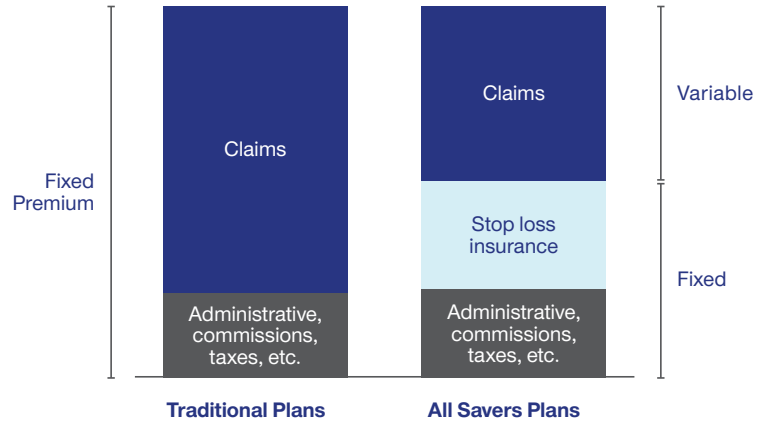 Fixed
Premium
Claims
Administrative,
commissions,
taxes, etc.
Traditional Plans
Claims
Stop loss
insurance
Administrative,
commissions,
taxes, etc.
All Savers Plans
Variable
Fixed